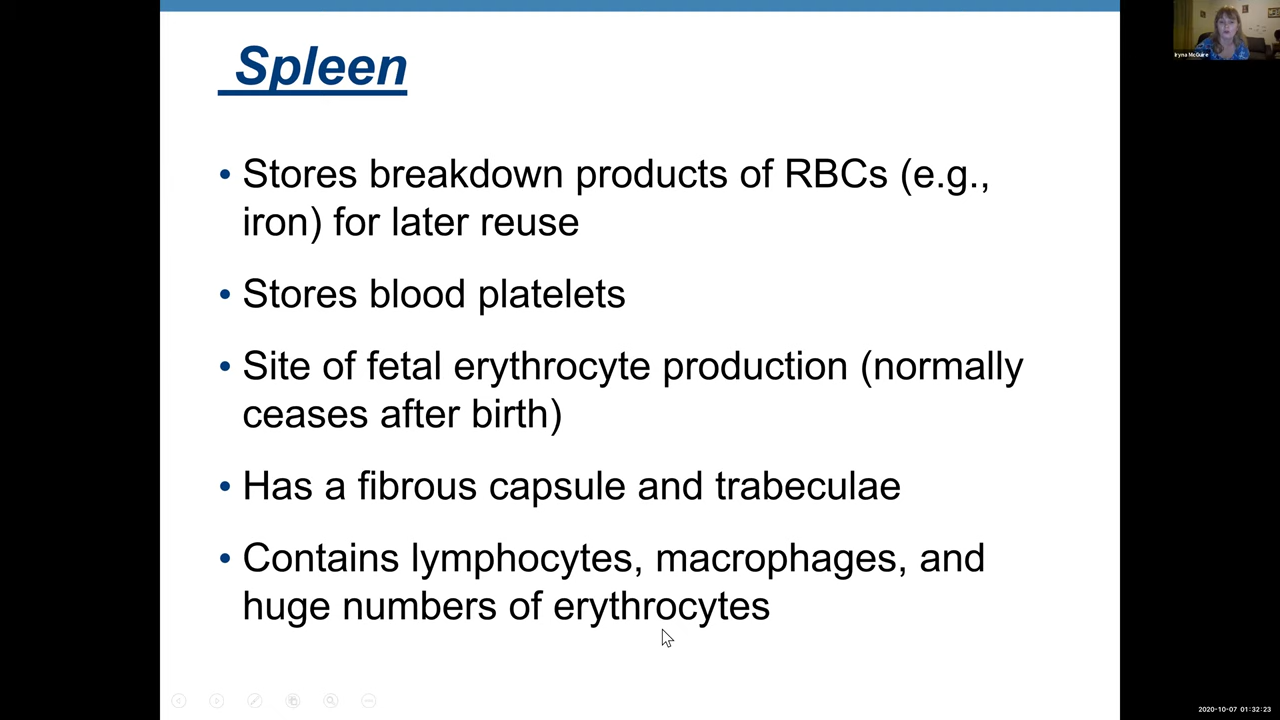 Spleen
• Stores breakdown products of RBCs (e.g.,
iron) for later reuse
• Stores blood platelets
• Site of fetal erythrocyte production (normally
ceases after birth)
• Has a fibrous capsule and trabeculae
• Contains lymphocytes, macrophages, and
huge numbers of erythrocytes
Iryna McGuire
2020-10-07 01:32:23